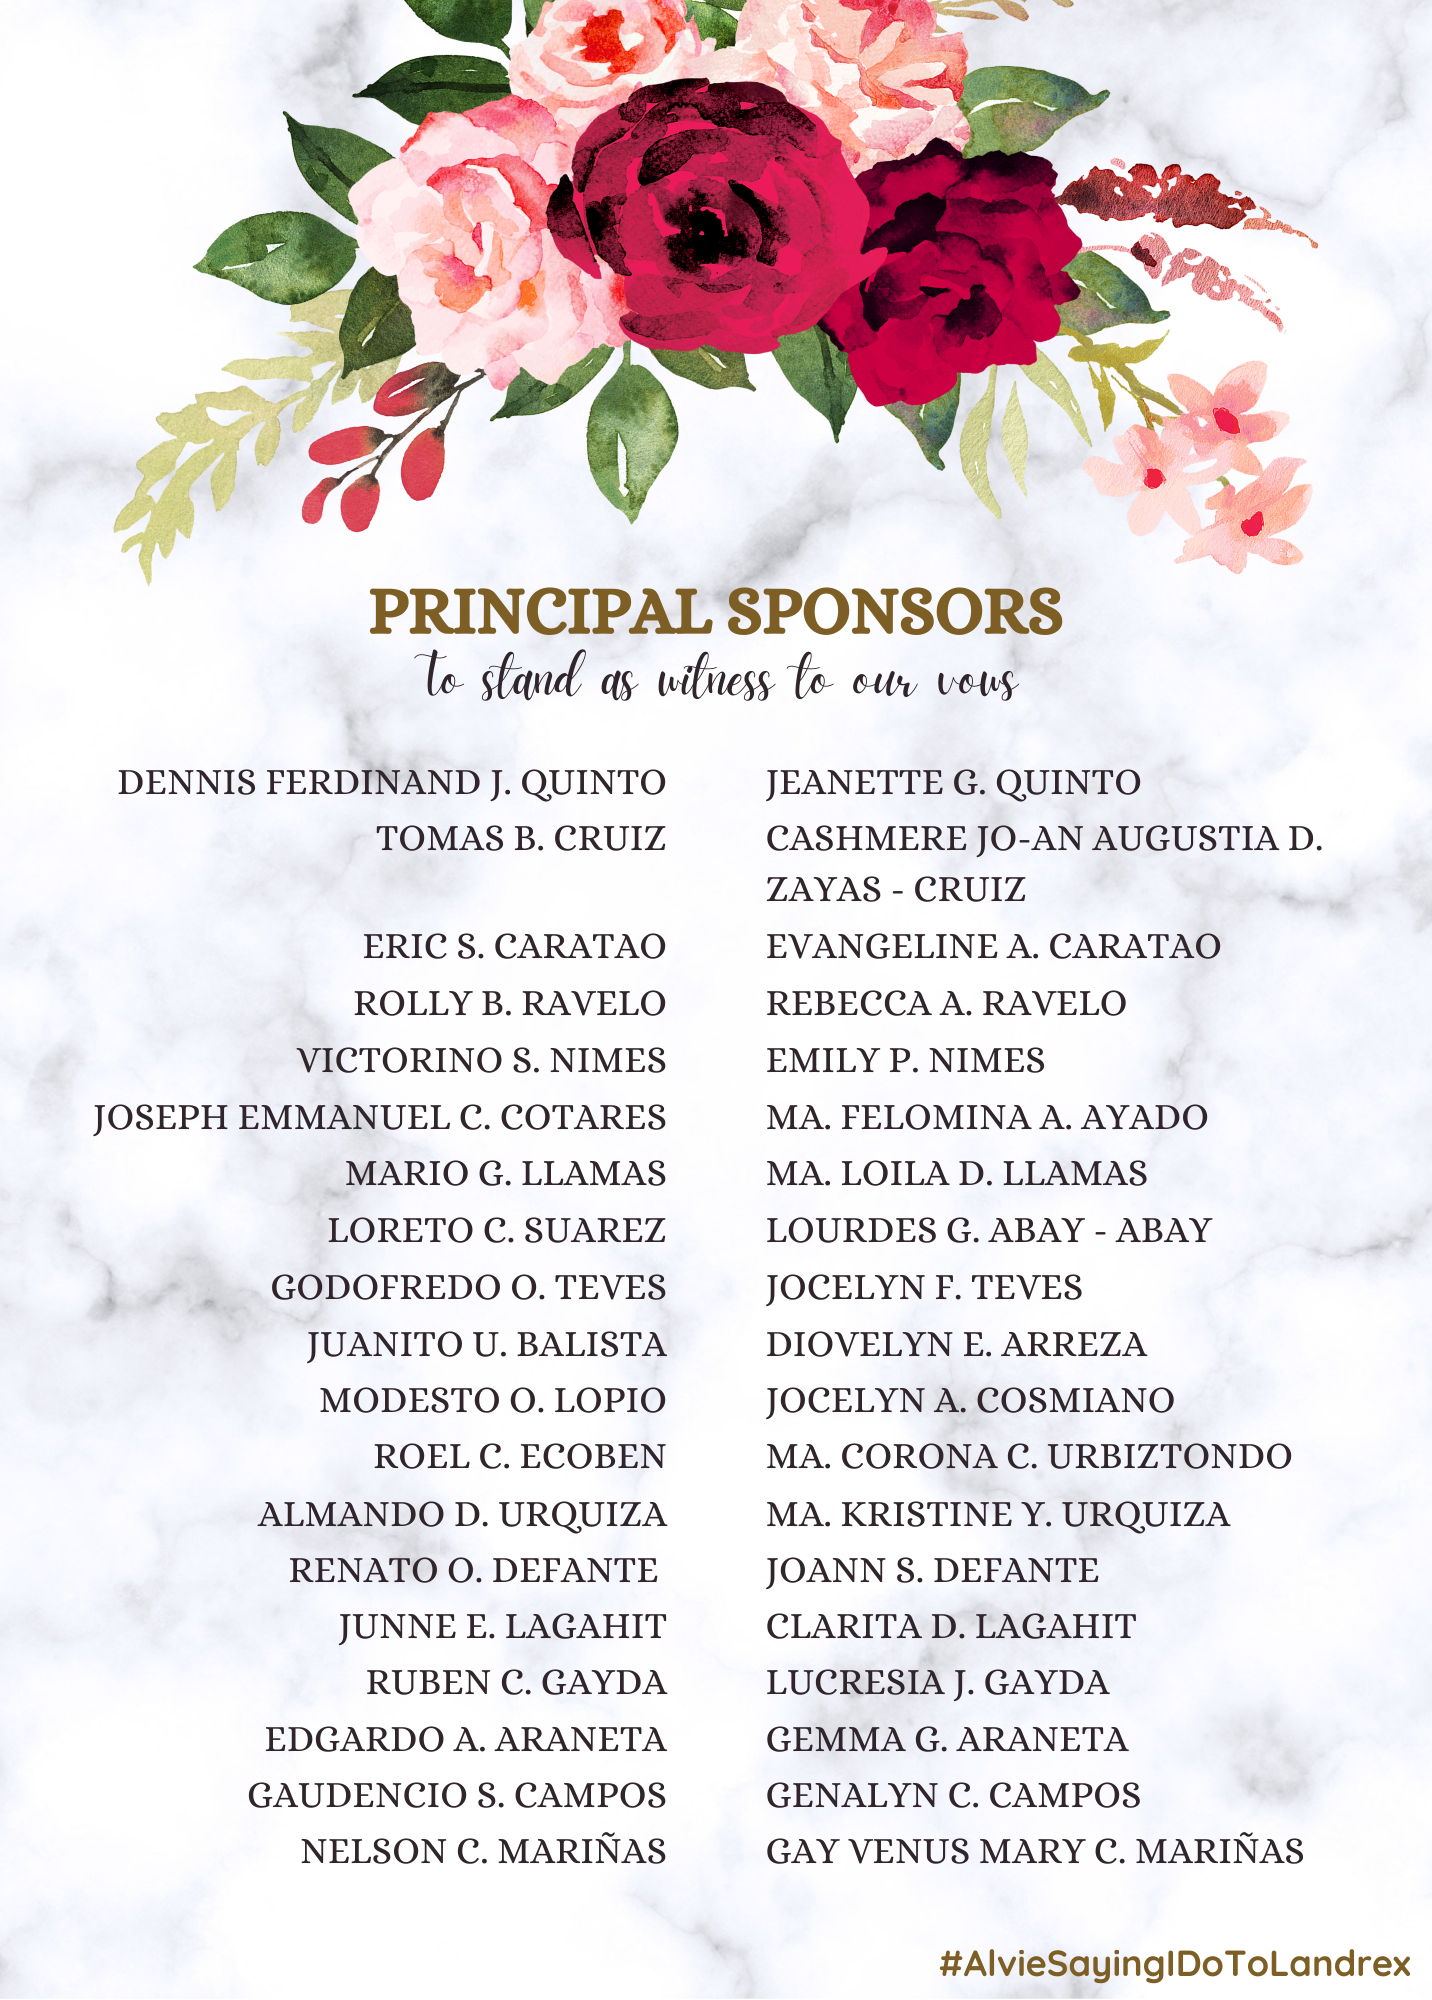 PRINCIPAL SPONSORS
to stand as witness to our vows
DENNIS FERDINAND J. QUINTO JEANETTE G. QUINTO
TOMAS B. CRUIZ CASHMERE JO-AN AUGUSTIA D.
ZAYAS - CRUIZ
ERIC S. CARATAO EVANGELINE A. CARATAO
ROLLY B. RAVELO REBECCA A. RAVELO
VICTORINO S. NIMES EMILY P. NIMES
JOSEPH EMMANUEL C. COTARES MA. FELOMINA A. AYADO
MARIO G. LLAMAS MA. LOILA D. LLAMAS
LORETO C. SUAREZ LOURDES G. ABAY - ABAY
GODOFREDO O. TEVES JOCELYN F. TEVES
JUANITO U. BALISTA DIOVELYN E. ARREZA
MODESTO O. LOPIO JOCELYN A. COSMIANO
ROEL C. ECOBEN MA. CORONA C. URBIZTONDO
ALMANDO D. URQUIZA MA. KRISTINE Y. URQUIZA
RENATO O. DEFANTE JOANN S. DEFANTE
JUNNE E. LAGAHIT CLARITA D. LAGAHIT
RUBEN C. GAYDA LUCRESIA J. GAYDA
EDGARDO A. ARANETA GEMMA G. ARANETA
GAUDENCIO S. CAMPOS GENALYN C. CAMPOS
NELSON C. MARIÑAS GAY VENUS MARY C. MARIÑAS
#AlvieSayingIDoToLandrex